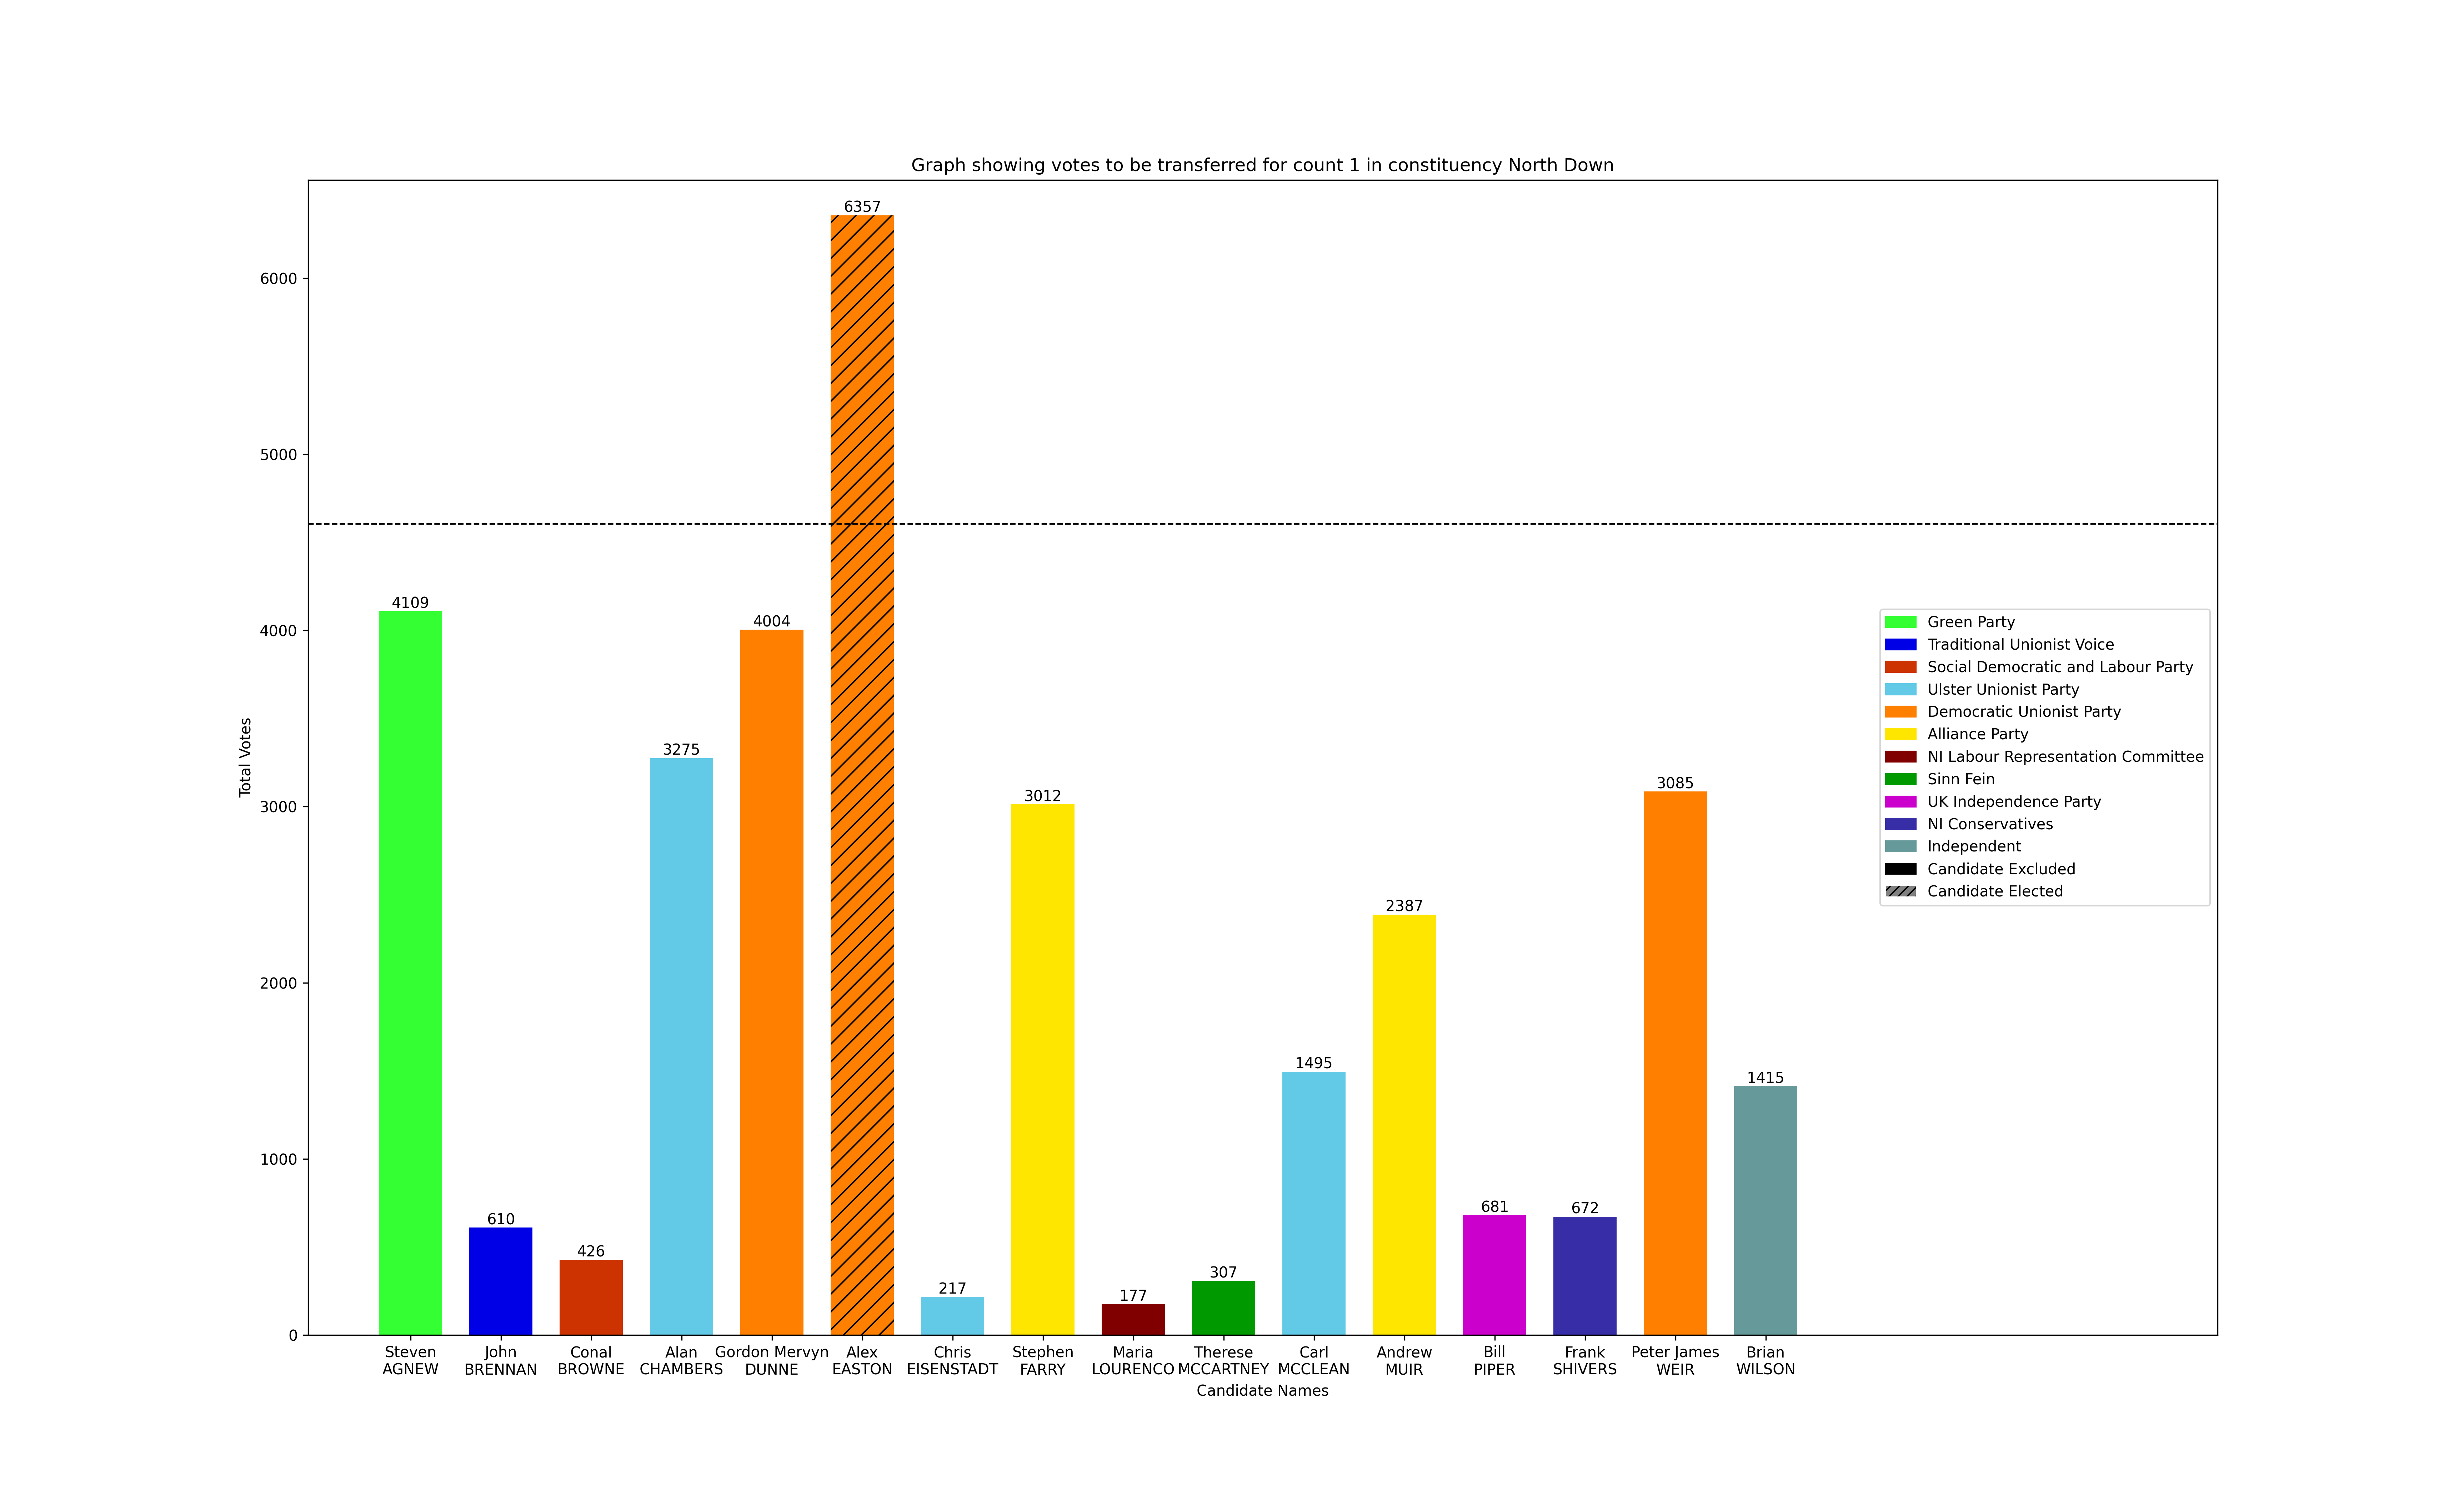 Graph showing votes to be transferred for count 1 in constituency North Down
6357
6000
5000
4109
4004
4000
3275
3085
3012
3000
2387
2000
1495
1415
1000
610
426
217
177
307
681
672
0
Total Votes
Green Party
Traditional Unionist Voice
Social Democratic and Labour Party
Ulster Unionist Party
Democratic Unionist Party
Alliance Party
NI Labour Representation Committee
Sinn Fein
UK Independence Party
NI Conservatives
Independent
Candidate Excluded
Candidate Elected
Steven
AGNEW
John
BRENNAN
Conal
BROWNE
Alan
CHAMBERS
Gordon Mervyn
DUNNE
Alex
EASTON
Chris
EISENSTADT
Stephen
FARRY
Maria
LOURENCO
Therese
MCCARTNEY
Carl
MCCLEAN
Andrew
MUIR
Bill
PIPER
Frank
SHIVERS
Peter James
WEIR
Brian
WILSON
Candidate Names